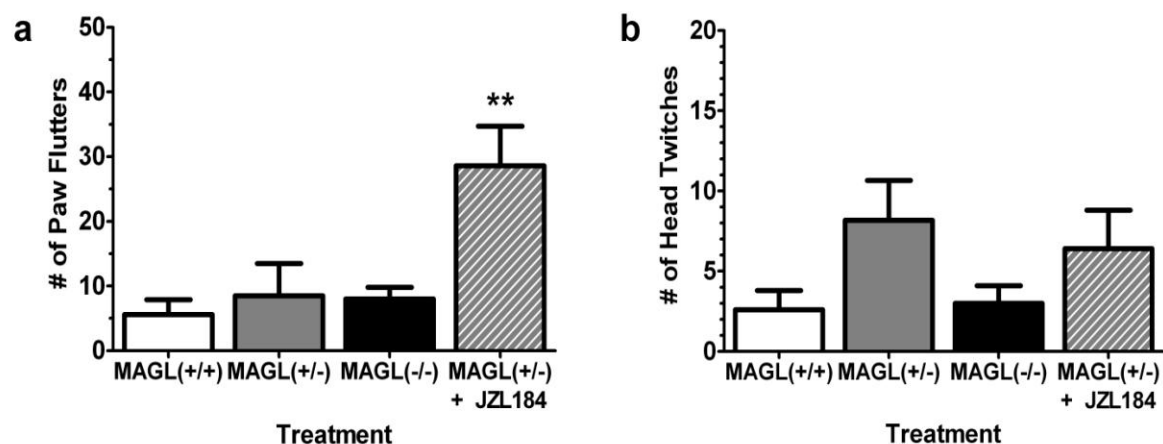 a
# of Paw Flutters
50
40
30
20
10
0
**
MAGL(+/+) MAGL(+/-) MAGL(-/-) MAGL(+/-)
+ JZL184
Treatment
b
# of Head Twitches
20
15
10
5
0
MAGL(+/+) MAGL(+/-) MAGL(-/-) MAGL(+/-)
+ JZL184
Treatment